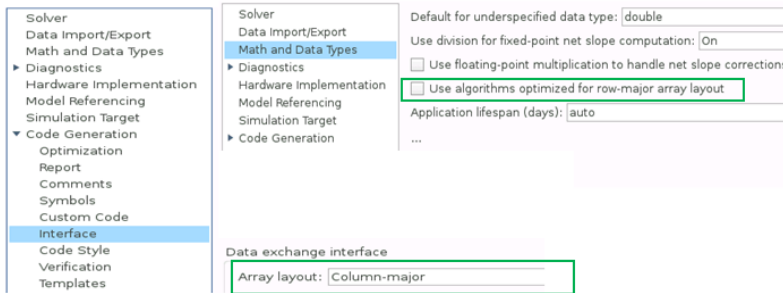 Solver
Data Import/Export
Math and Data Types
Diagnostics
Hardware Implementation
Model Referencing
Simulation Target
Code Generation
Optimization
Report
Comments
Symbols
Custom Code
Interface
Code Style
Verification
Templates
Solver
Data Import/Export
Math and Data Types
Diagnostics
Hardware Implementation
Model Referencing
Simulation Target
Code Generation
Default for underspecified data type: double
Use division for fixed-point net slope computation: On
Use floating-point multiplication to handle net slope corrections
Use algorithms optimized for row-major array layout
Application lifespan (days): auto
...
Data exchange interface
Array layout: Column-major